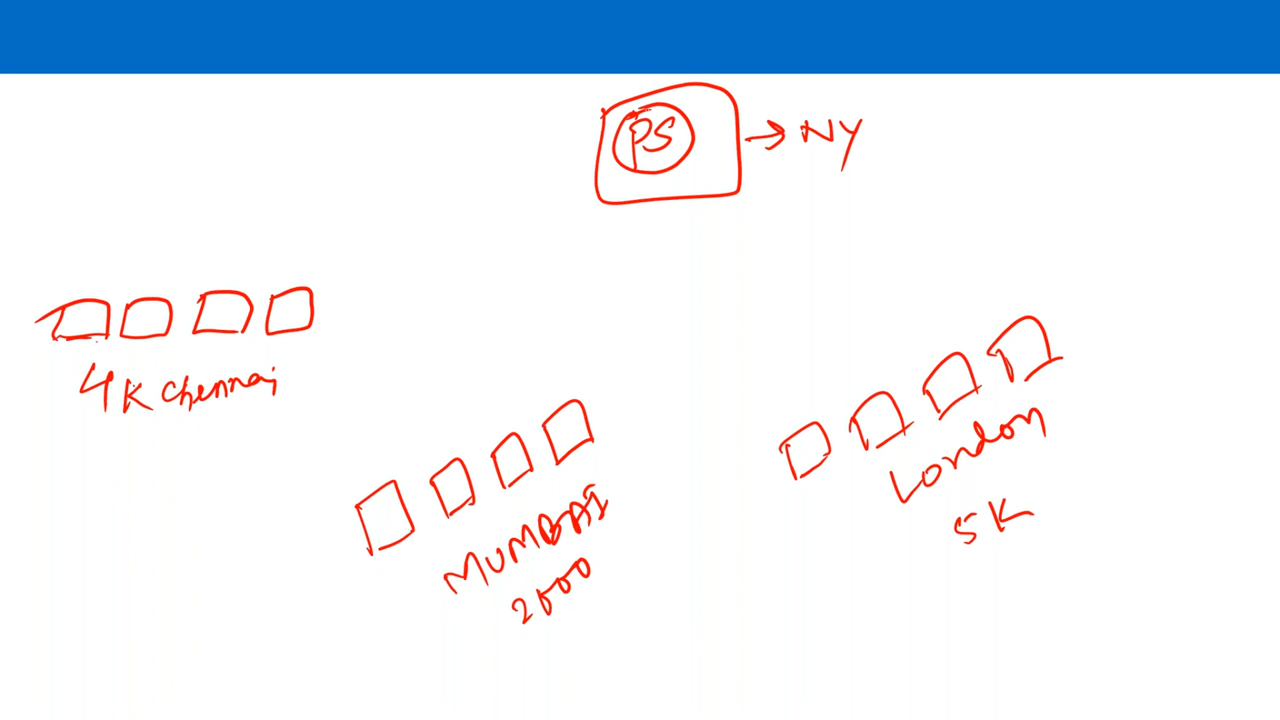 PS → NY
4K Chennai
MUMBAI
2000
London
5K